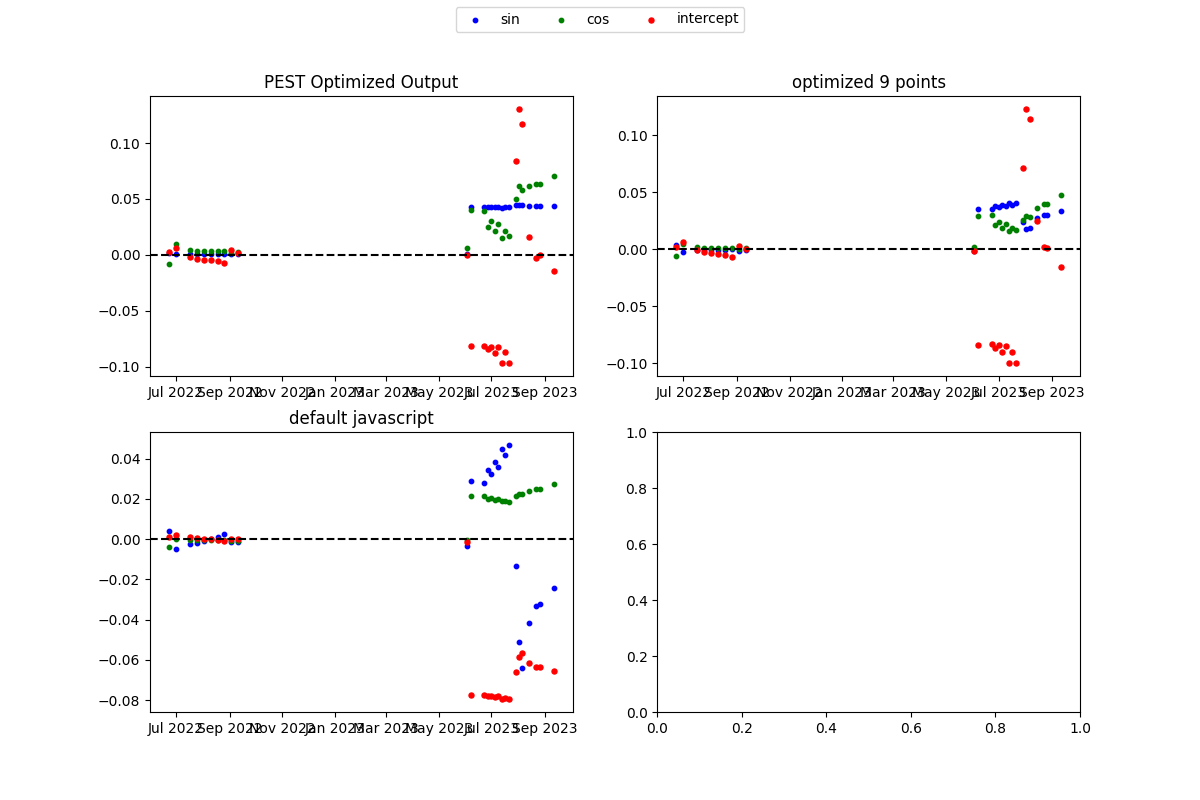 sin cos intercept
PEST Optimized Output
0.10
0.05
0.00
−0.05
−0.10
Jul 2022 Sep 2022 Nov 2022 Jan 2023 Mar 2023 May 2023 Jul 2023 Sep 2023
optimized 9 points
0.10
0.05
0.00
−0.05
−0.10
Jul 2022 Sep 2022 Nov 2022 Jan 2023 Mar 2023 May 2023 Jul 2023 Sep 2023
default javascript
0.04
0.02
0.00
−0.02
−0.04
−0.06
−0.08
Jul 2022 Sep 2022 Nov 2022 Jan 2023 Mar 2023 May 2023 Jul 2023 Sep 2023
1.0
0.8
0.6
0.4
0.2
0.0
0.0 0.2 0.4 0.6 0.8 1.0